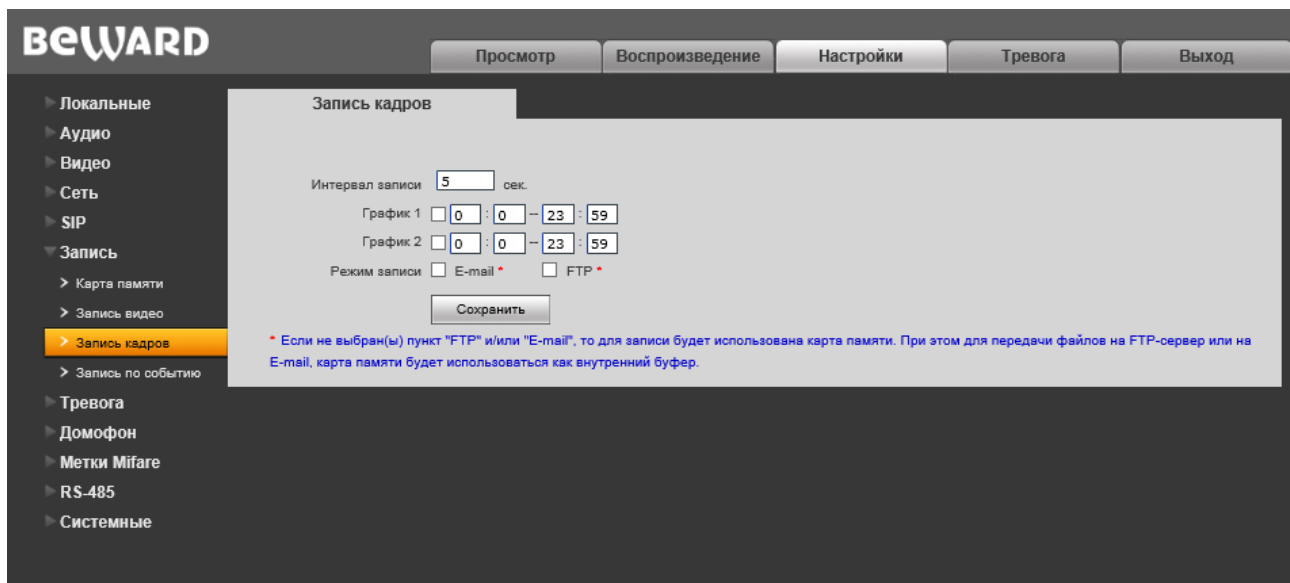 BEWARD
Просмотр Воспроизведение Настройки Тревога Выход
Локальные
Аудио
Видео
Сеть
SIP
Запись
Карта памяти
Запись видео
Запись кадров
Запись по событию
Тревога
Домофон
Метки Mifare
RS-485
Системные
Запись кадров
Интервал записи 5 сек.
График 1 0 : 0 -- 23 : 59
График 2 0 : 0 -- 23 : 59
Режим записи E-mail * FTP *
Сохранить
* Если не выбран(ы) пункт "FTP" и/или "E-mail", то для записи будет использована карта памяти. При этом для передачи файлов на FTP-сервер или на
E-mail, карта памяти будет использоваться как внутренний буфер.